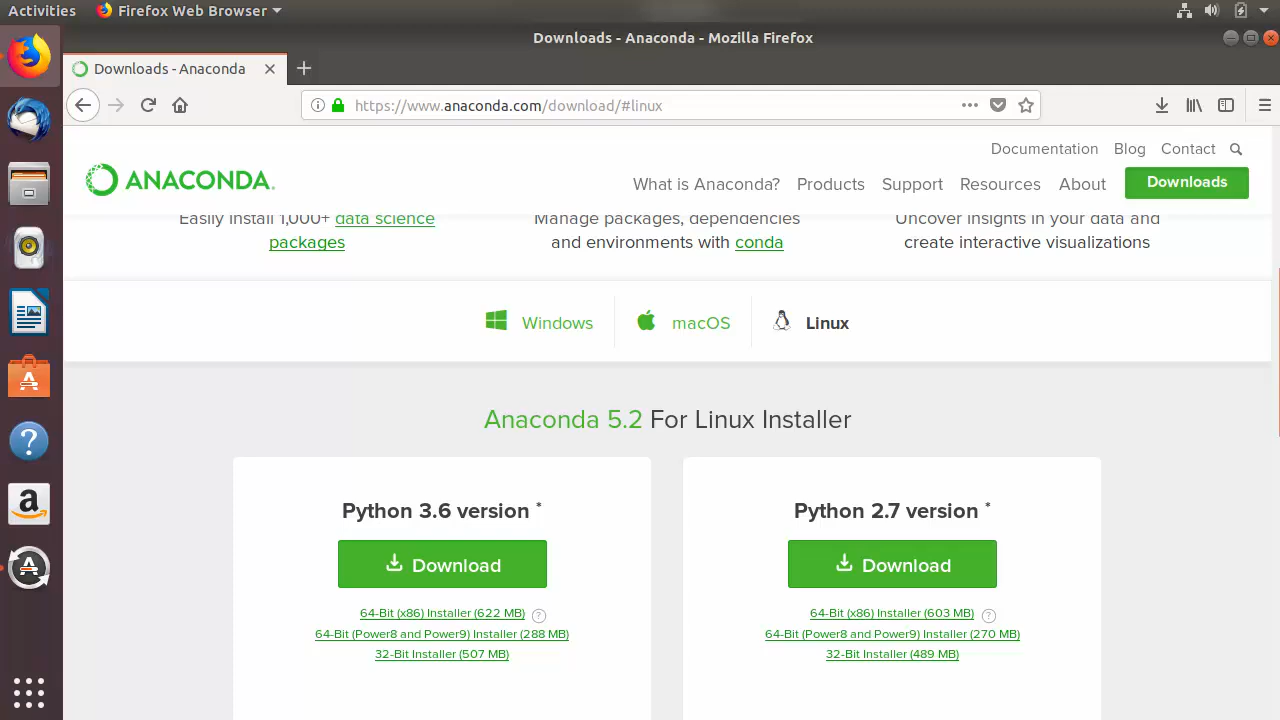 Activities Firefox Web Browser
Downloads - Anaconda - Mozilla Firefox
Downloads - Anaconda
https://www.anaconda.com/download/#linux
Documentation Blog Contact
ANACONDA.
What is Anaconda? Products Support Resources About Downloads
Easily install 1,000+ data science
packages
Manage packages, dependencies
and environments with conda
Uncover insights in your data and
create interactive visualizations
Windows macOS Linux
Anaconda 5.2 For Linux Installer
Python 3.6 version *
Download
64-Bit (x86) Installer (622 MB) ?
64-Bit (Power8 and Power9) Installer (288 MB)
32-Bit Installer (507 MB)
Python 2.7 version *
Download
64-Bit (x86) Installer (603 MB) ?
64-Bit (Power8 and Power9) Installer (270 MB)
32-Bit Installer (489 MB)